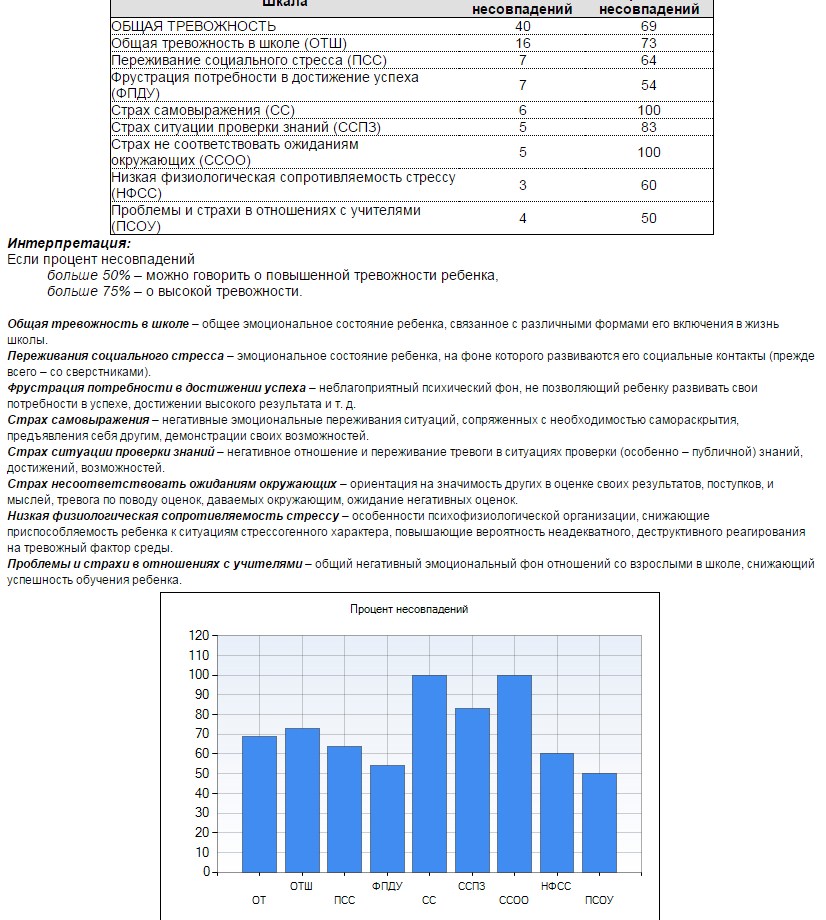 Шкала
несовпадений несовпадений
ОБЩАЯ ТРЕВОЖНОСТЬ 40 69
Общая тревожность в школе (ОТШ) 16 73
Переживание социального стресса (ПСС) 7 64
Фрустрация потребности в достижение успеха
(ФПДУ) 7 54
Страх самовыражения (СС) 6 100
Страх ситуации проверки знаний (ССПЗ) 5 83
Страх не соответствовать ожиданиям
окружающих (ССОО) 5 100
Низкая физиологическая сопротивляемость стрессу
(НФСС) 3 60
Проблемы и страхи в отношениях с учителями
(ПСОУ) 4 50
Интерпретация:
Если процент несовпадений
больше 50% – можно говорить о повышенной тревожности ребенка,
больше 75% – о высокой тревожности.
Общая тревожность в школе – общее эмоциональное состояние ребенка, связанное с различными формами его включения в жизнь
школы.
Переживания социального стресса – эмоциональное состояние ребенка, на фоне которого развиваются его социальные контакты (прежде
всего – со сверстниками).
Фрустрация потребности в достижении успеха – неблагоприятный психический фон, не позволяющий ребенку развивать свои
потребности в успехе, достижении высокого результата и т. д.
Страх самовыражения – негативные эмоциональные переживания ситуаций, сопряженных с необходимостью самораскрытия,
предъявления себя другим, демонстрации своих возможностей.
Страх ситуации проверки знаний – негативное отношение и переживание тревоги в ситуациях проверки (особенно – публичной) знаний,
достижений, возможностей.
Страх несоответствовать ожиданиям окружающих – ориентация на значимость других в оценке своих результатов, поступков, и
мыслей, тревога по поводу оценок, даваемых окружающим, ожидание негативных оценок.
Низкая физиологическая сопротивляемость стрессу – особенности психофизиологической организации, снижающие
приспособляемость ребенка к ситуациям стрессогенного характера, повышающие вероятность неадекватного, деструктивного реагирования
на тревожный фактор среды.
Проблемы и страхи в отношениях с учителями – общий негативный эмоциональный фон отношений со взрослыми в школе, снижающий
успешность обучения ребенка.
Процент несовпадений
120
110
100
90
80
70
60
50
40
30
20
10
0
ОТШ ФПДУ ССПЗ НФСС
ОТ ПСС СС ССОО ПСОУ